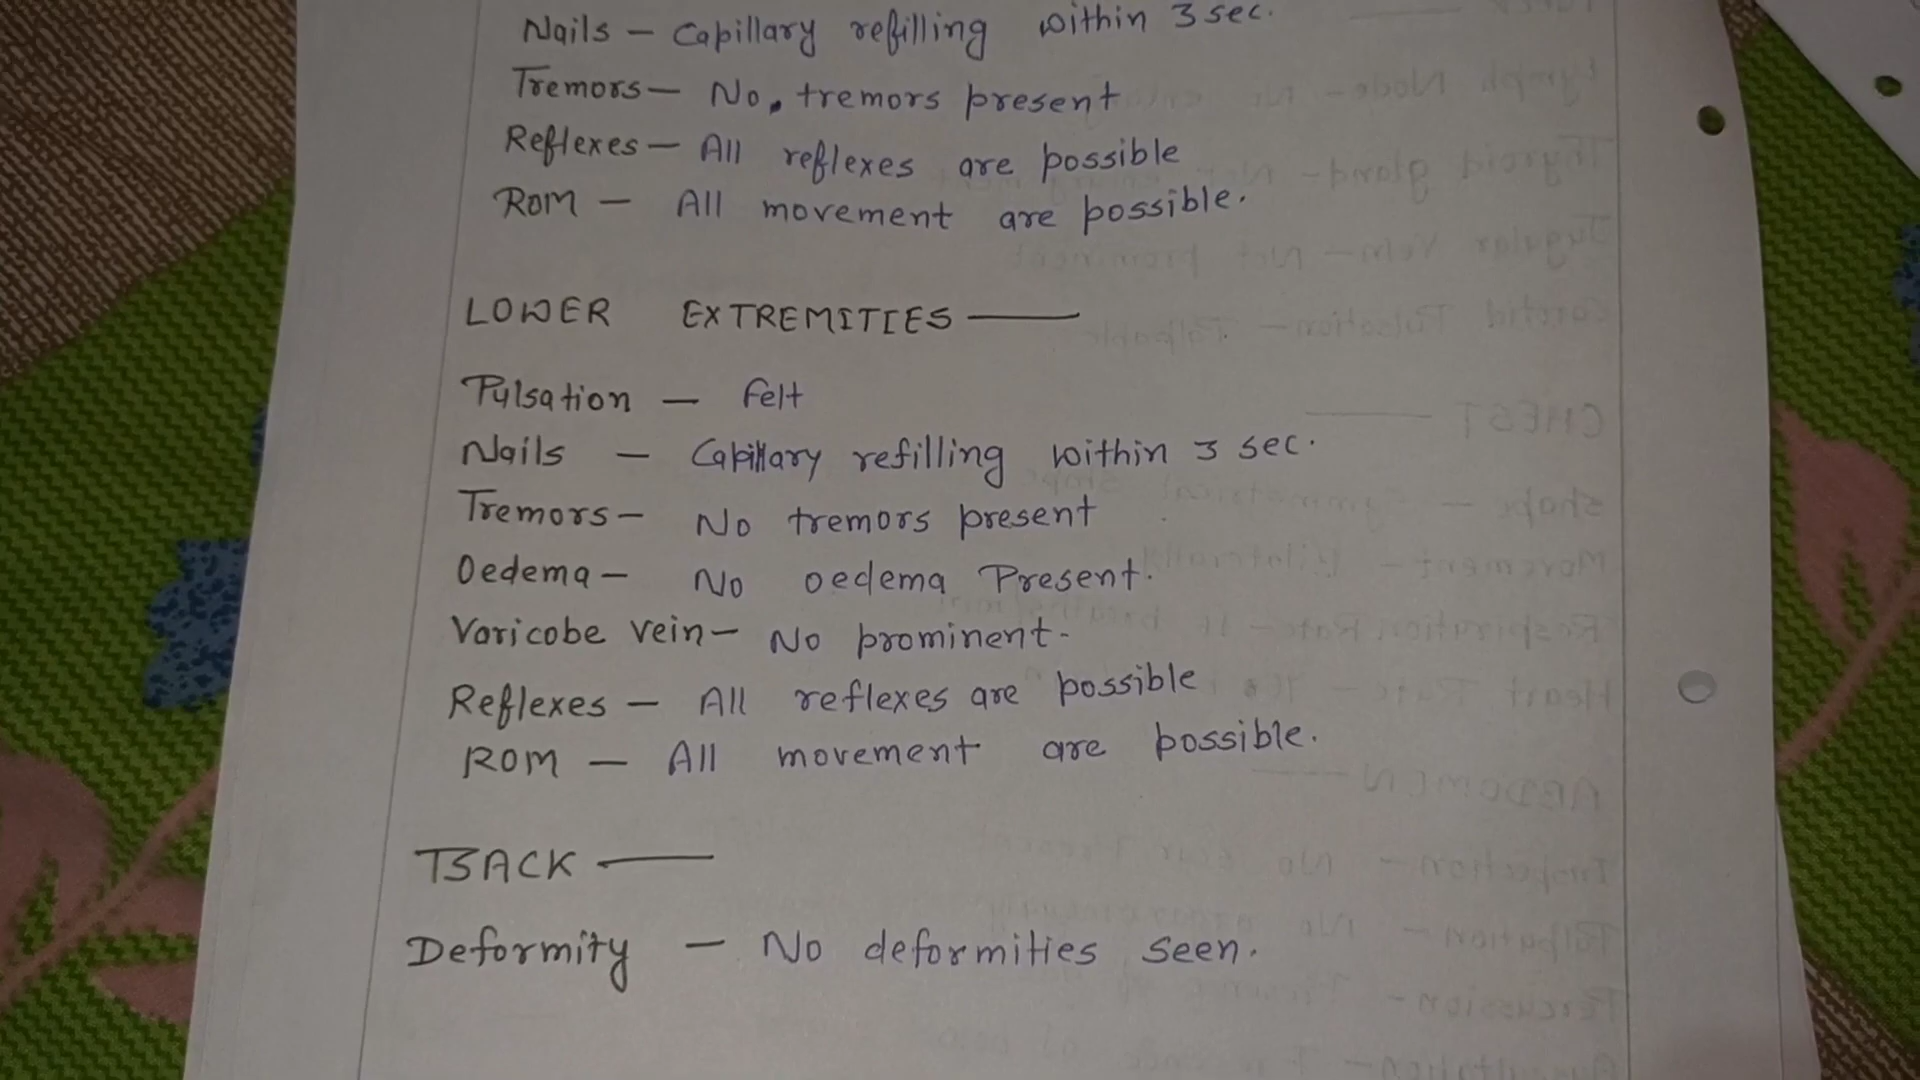 Nails — Capillary refilling within 3 sec.
Tremors — No, tremors present
Reflexes — All reflexes are possible
ROM — All movement are possible.
LOWER EXTREMITIES —
Pulsation — Felt
Nails — Capillary refilling within 3 sec.
Tremors — No tremors present
Oedema — No oedema Present.
Varicobe vein — No prominent-
Reflexes — All reflexes are possible
ROM — All movement are possible.
BACK —
Deformity — No deformities seen.